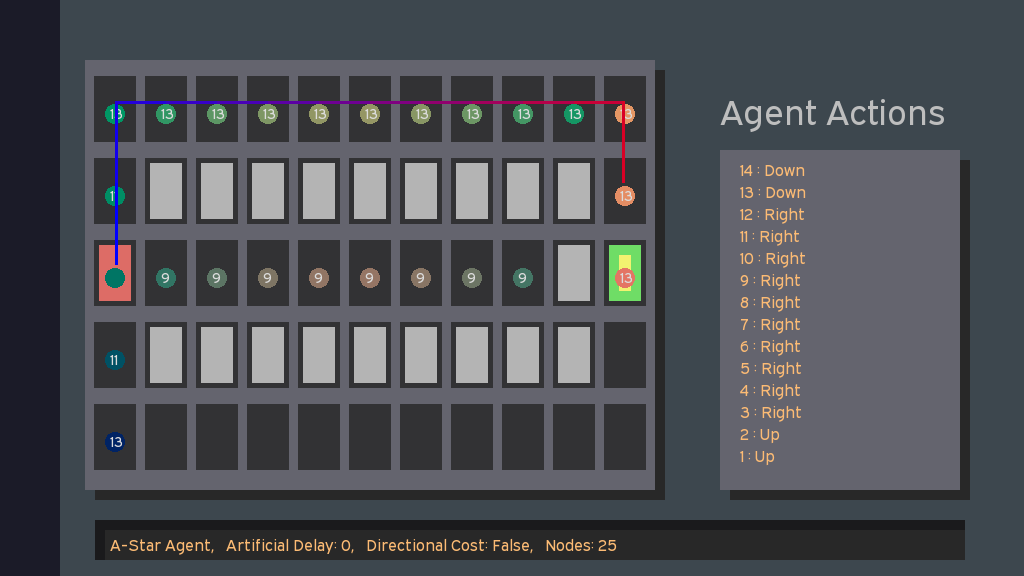 13 13 13 13 13 13 13 13 13 13 13
13
9 9 9 9 9 9 9 9 13
11
13
Agent Actions
14 : Down
13 : Down
12 : Right
11 : Right
10 : Right
9 : Right
8 : Right
7 : Right
6 : Right
5 : Right
4 : Right
3 : Right
2 : Up
1 : Up
A-Star Agent, Artificial Delay: 0, Directional Cost: False, Nodes: 25